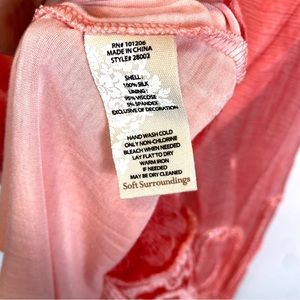 RN# 101206
MADE IN CHINA
STYLE# 28002
SHELL:
100% SILK
LINING:
95% VISCOSE
5% SPANDEX
EXCLUSIVE OF DECORATION
HAND WASH COLD
ONLY NON-CHLORINE
BLEACH WHEN NEEDED
LAY FLAT TO DRY
WARM IRON
IF NEEDED
MAY BE DRY CLEANED
Soft Surroundings